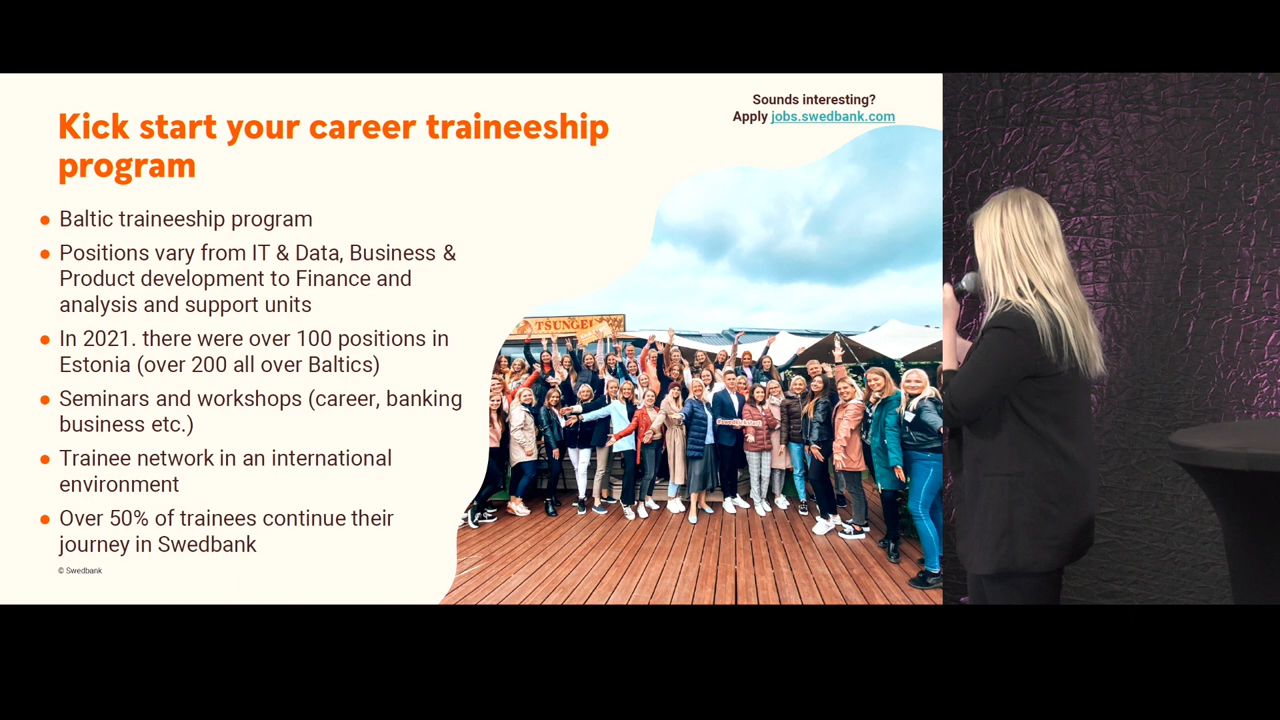 Sounds interesting?
Apply jobs.swedbank.com
Kick start your career traineeship
program
Baltic traineeship program
Positions vary from IT & Data, Business &
Product development to Finance and
analysis and support units
In 2021. there were over 100 positions in
Estonia (over 200 all over Baltics)
Seminars and workshops (career, banking
business etc.)
Trainee network in an international
environment
Over 50% of trainees continue their
journey in Swedbank
© Swedbank
TSUNGEL